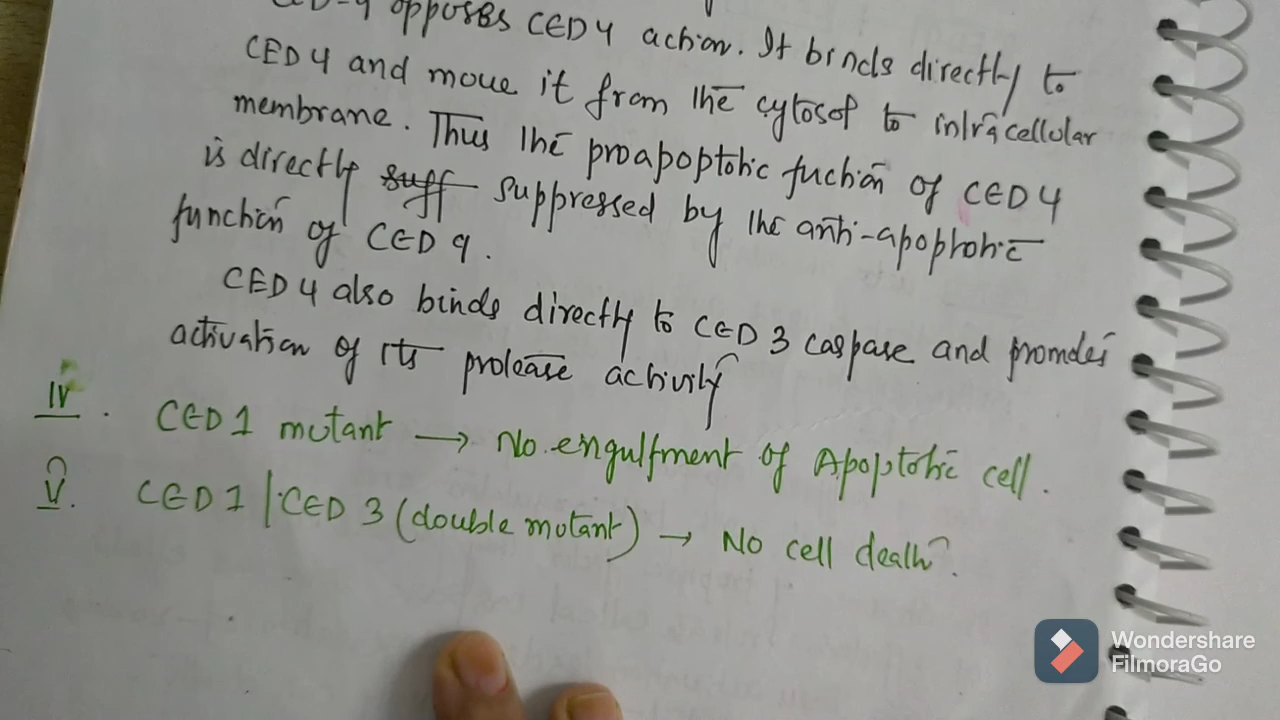 CED-9 opposes CED4 action. It binds directly to
CED4 and move it from the cytosol to intracellular
membrane. Thus the proapoptotic fuction of CED4
is directly suff suppressed by the anti-apoptotic
function of CED 9.
CED4 also binds directly to CED 3 caspase and promotes
activation of its protease activity
iv. CED1 mutant → No engulfment of Apoptotic cell.
v. CED1 | CED 3 (double mutant) → No cell death.
Wondershare
FilmoraGo